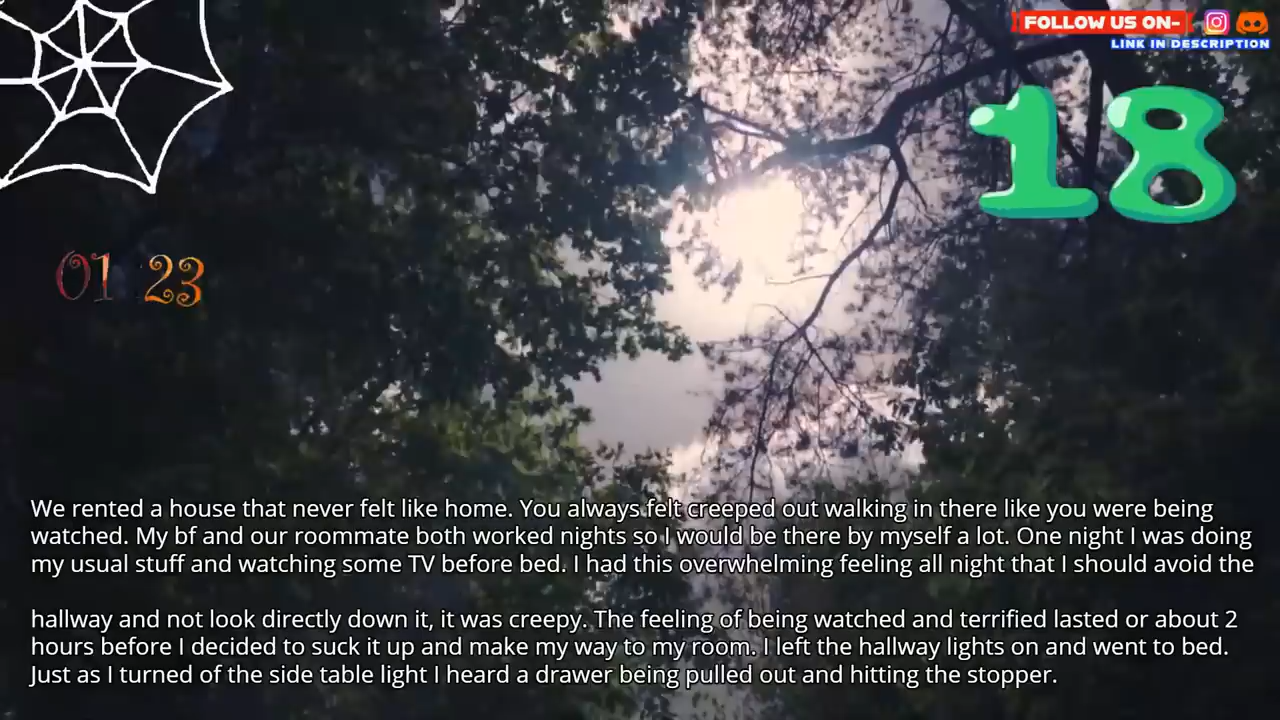 FOLLOW US ON-
LINK IN DESCRIPTION
18
01 23
We rented a house that never felt like home. You always felt creeped out walking in there like you were being
watched. My bf and our roommate both worked nights so I would be there by myself a lot. One night I was doing
my usual stuff and watching some TV before bed. I had this overwhelming feeling all night that I should avoid the
hallway and not look directly down it, it was creepy. The feeling of being watched and terrified lasted or about 2
hours before I decided to suck it up and make my way to my room. I left the hallway lights on and went to bed.
Just as I turned of the side table light I heard a drawer being pulled out and hitting the stopper.